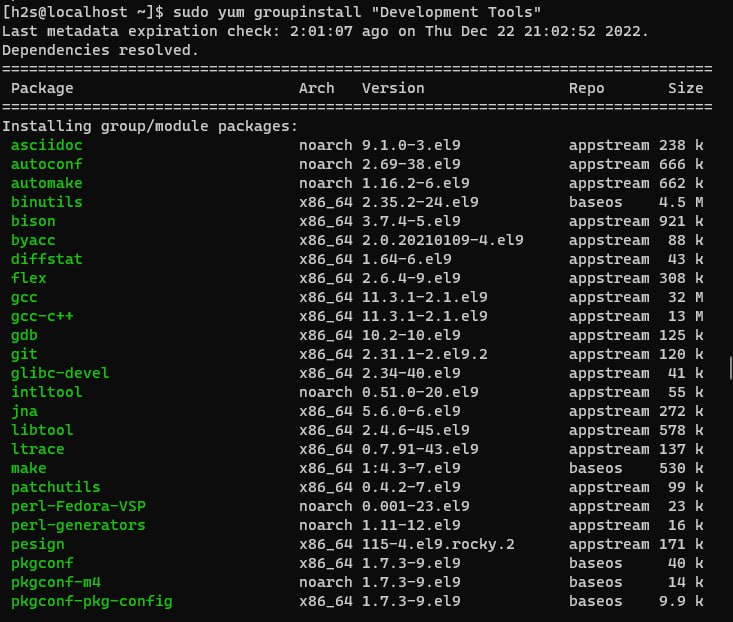 [h2s@localhost ~]$ sudo yum groupinstall "Development Tools"
Last metadata expiration check: 2:01:07 ago on Thu Dec 22 21:02:52 2022.
Dependencies resolved.
================================================================================
 Package                         Arch   Version                Repo       Size
================================================================================
Installing group/module packages:
 asciidoc                        noarch 9.1.0-3.el9            appstream 238 k
 autoconf                        noarch 2.69-38.el9            appstream 666 k
 automake                        noarch 1.16.2-6.el9           appstream 662 k
 binutils                        x86_64 2.35.2-24.el9          baseos    4.5 M
 bison                           x86_64 3.7.4-5.el9            appstream 921 k
 byacc                           x86_64 2.0.20210109-4.el9     appstream  88 k
 diffstat                        x86_64 1.64-6.el9             appstream  43 k
 flex                            x86_64 2.6.4-9.el9            appstream 308 k
 gcc                             x86_64 11.3.1-2.1.el9         appstream  32 M
 gcc-c++                         x86_64 11.3.1-2.1.el9         appstream  13 M
 gdb                             x86_64 10.2-10.el9            appstream 125 k
 git                             x86_64 2.31.1-2.el9.2         appstream 120 k
 glibc-devel                     x86_64 2.34-40.el9            appstream  41 k
 intltool                        noarch 0.51.0-20.el9          appstream  55 k
 jna                             x86_64 5.6.0-6.el9            appstream 272 k
 libtool                         x86_64 2.4.6-45.el9           appstream 578 k
 ltrace                          x86_64 0.7.91-43.el9          appstream 137 k
 make                            x86_64 1:4.3-7.el9            baseos    530 k
 patchutils                      x86_64 0.4.2-7.el9            appstream  99 k
 perl-Fedora-VSP                 noarch 0.001-23.el9           appstream  23 k
 perl-generators                 noarch 1.11-12.el9            appstream  16 k
 pesign                          x86_64 115-4.el9.rocky.2      appstream 171 k
 pkgconf                         x86_64 1.7.3-9.el9            baseos     40 k
 pkgconf-m4                      noarch 1.7.3-9.el9            baseos     14 k
 pkgconf-pkg-config              x86_64 1.7.3-9.el9            baseos    9.9 k